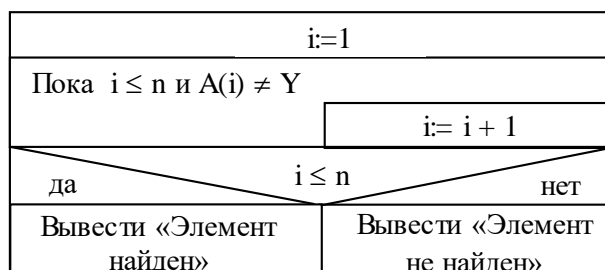 i:=1
Пока i ≤ n и A(i) ≠ Y
i:= i + 1
i ≤ n
да
нет
Вывести «Элемент
найден»
Вывести «Элемент
не найден»